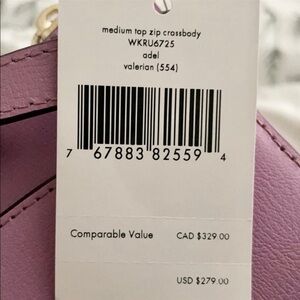 medium top zip crossbody
WKRU6725
adel
valerian (554)
7 67883 82559 4
Comparable Value CAD $329.00
USD $279.00